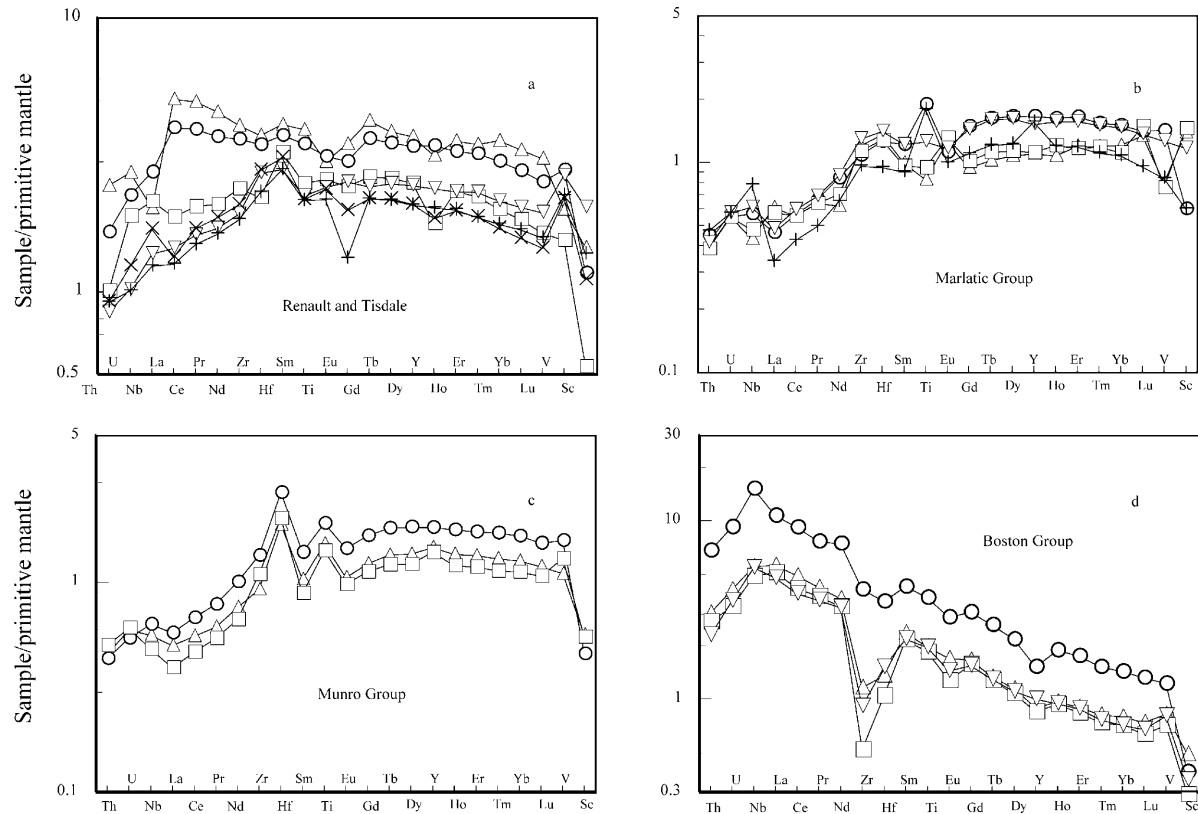 10
a
Sample/primitive mantle
1
Renault and Tisdale
U La Pr Zr Sm Eu Tb Y Er Yb V
0.5
Th Nb Ce Nd Hf Ti Gd Dy Ho Tm Lu Sc
5
b
1
Marlatic Group
U Nb La Pr Zr Sm Eu Tb Y Er Yb V
0.1
Th Nb Ce Nd Hf Ti Gd Dy Ho Tm Lu Sc
5
c
Sample/primitive mantle
1
Munro Group
U La Pr Zr Sm Eu Tb Y Er Yb V
0.1
Th Nb Ce Nd Hf Ti Gd Dy Ho Tm Lu Sc
30
d
10
Boston Group
1
U La Pr Zr Sm Eu Tb Y Er Yb V
0.3
Th Nb Ce Nd Hf Ti Gd Dy Ho Tm Lu Sc